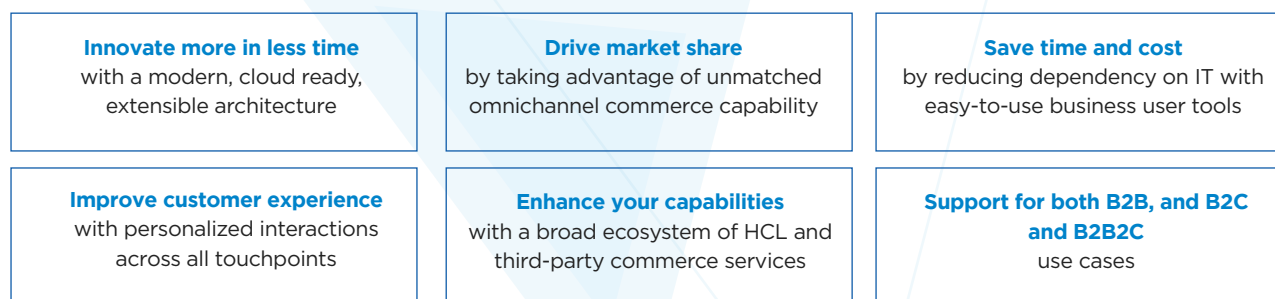 Innovate more in less time
with a modern, cloud ready,
extensible architecture
Drive market share
by taking advantage of unmatched
omnichannel commerce capability
Save time and cost
by reducing dependency on IT with
easy-to-use business user tools
Improve customer experience
with personalized interactions
across all touchpoints
Enhance your capabilities
with a broad ecosystem of HCL and
third-party commerce services
Support for both B2B, and B2C
and B2B2C
use cases